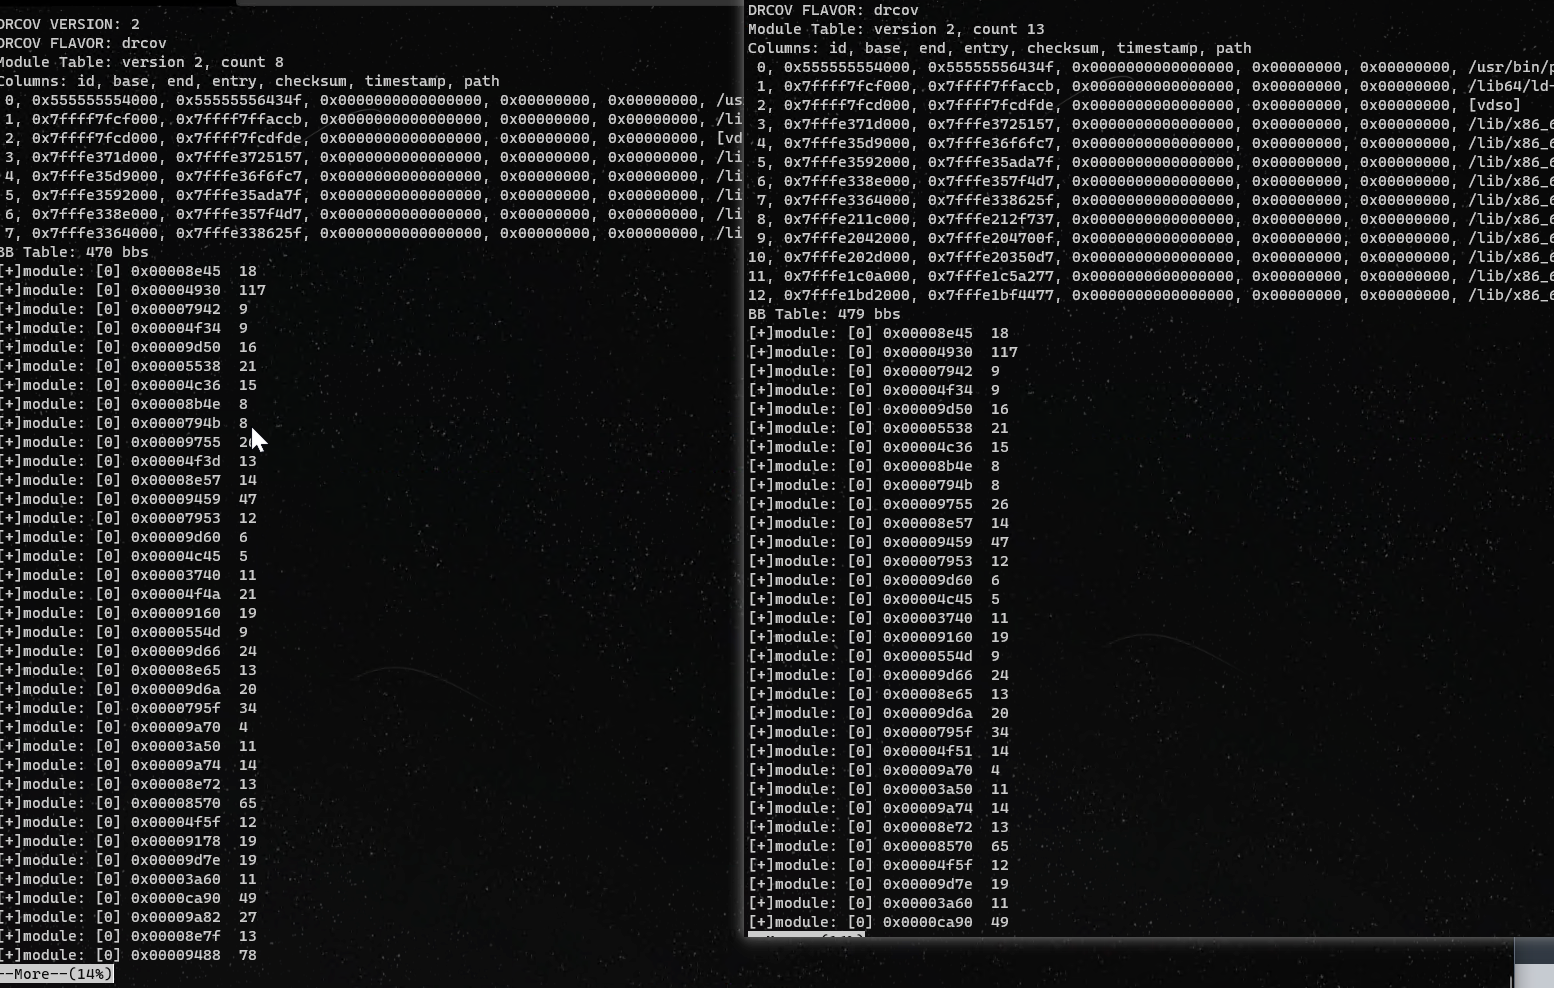 DRCOV VERSION: 2
DRCOV FLAVOR: drcov
Module Table: version 2, count 8
Columns: id, base, end, entry, checksum, timestamp, path
0, 0x555555554000, 0x55555556434f, 0x0000000000000000, 0x00000000, 0x00000000, /us
1, 0x7ffff7fcf000, 0x7ffff7ffaccb, 0x0000000000000000, 0x00000000, 0x00000000, /li
2, 0x7ffff7fcd000, 0x7ffff7fcdfde, 0x0000000000000000, 0x00000000, 0x00000000, [vd
3, 0x7fffe371d000, 0x7fffe3725157, 0x0000000000000000, 0x00000000, 0x00000000, /li
4, 0x7fffe35d9000, 0x7fffe36f6fc7, 0x0000000000000000, 0x00000000, 0x00000000, /li
5, 0x7fffe3592000, 0x7fffe35ada7f, 0x0000000000000000, 0x00000000, 0x00000000, /li
6, 0x7fffe338e000, 0x7fffe357f4d7, 0x0000000000000000, 0x00000000, 0x00000000, /li
7, 0x7fffe3364000, 0x7fffe338625f, 0x0000000000000000, 0x00000000, 0x00000000, /li
BB Table: 470 bbs
[+]module: [0] 0x00008e45 18
[+]module: [0] 0x00004930 117
[+]module: [0] 0x00007942 9
[+]module: [0] 0x00004f34 9
[+]module: [0] 0x00009d50 16
[+]module: [0] 0x00005538 21
[+]module: [0] 0x00004c36 15
[+]module: [0] 0x00008b4e 8
[+]module: [0] 0x0000794b 8
[+]module: [0] 0x00009755
[+]module: [0] 0x00004f3d 13
[+]module: [0] 0x00008e57 14
[+]module: [0] 0x00009459 47
[+]module: [0] 0x00007953 12
[+]module: [0] 0x00009d60 6
[+]module: [0] 0x00004c45 5
[+]module: [0] 0x00003740 11
[+]module: [0] 0x00004f4a 21
[+]module: [0] 0x00009160 19
[+]module: [0] 0x0000554d 9
[+]module: [0] 0x00009d66 24
[+]module: [0] 0x00008e65 13
[+]module: [0] 0x00009d6a 20
[+]module: [0] 0x0000795f 34
[+]module: [0] 0x00009a70 4
[+]module: [0] 0x00003a50 11
[+]module: [0] 0x00009a74 14
[+]module: [0] 0x00008e72 13
[+]module: [0] 0x00008570 65
[+]module: [0] 0x00004f5f 12
[+]module: [0] 0x00009178 19
[+]module: [0] 0x00009d7e 19
[+]module: [0] 0x00003a60 11
[+]module: [0] 0x0000ca90 49
[+]module: [0] 0x00009a82 27
[+]module: [0] 0x00008e7f 13
[+]module: [0] 0x00009488 78
--More--(14%)
DRCOV FLAVOR: drcov
Module Table: version 2, count 13
Columns: id, base, end, entry, checksum, timestamp, path
0, 0x555555554000, 0x55555556434f, 0x0000000000000000, 0x00000000, 0x00000000, /usr/bin/p
1, 0x7ffff7fcf000, 0x7ffff7ffaccb, 0x0000000000000000, 0x00000000, 0x00000000, /lib64/ld-
2, 0x7ffff7fcd000, 0x7ffff7fcdfde, 0x0000000000000000, 0x00000000, 0x00000000, [vdso]
3, 0x7fffe371d000, 0x7fffe3725157, 0x0000000000000000, 0x00000000, 0x00000000, /lib/x86_6
4, 0x7fffe35d9000, 0x7fffe36f6fc7, 0x0000000000000000, 0x00000000, 0x00000000, /lib/x86_6
5, 0x7fffe3592000, 0x7fffe35ada7f, 0x0000000000000000, 0x00000000, 0x00000000, /lib/x86_6
6, 0x7fffe338e000, 0x7fffe357f4d7, 0x0000000000000000, 0x00000000, 0x00000000, /lib/x86_6
7, 0x7fffe3364000, 0x7fffe338625f, 0x0000000000000000, 0x00000000, 0x00000000, /lib/x86_6
8, 0x7fffe211c000, 0x7fffe212f737, 0x0000000000000000, 0x00000000, 0x00000000, /lib/x86_6
9, 0x7fffe2042000, 0x7fffe204700f, 0x0000000000000000, 0x00000000, 0x00000000, /lib/x86_6
10, 0x7fffe202d000, 0x7fffe20350d7, 0x0000000000000000, 0x00000000, 0x00000000, /lib/x86_6
11, 0x7fffe1c0a000, 0x7fffe1c5a277, 0x0000000000000000, 0x00000000, 0x00000000, /lib/x86_6
12, 0x7fffe1bd2000, 0x7fffe1bf4477, 0x0000000000000000, 0x00000000, 0x00000000, /lib/x86_6
BB Table: 479 bbs
[+]module: [0] 0x00008e45 18
[+]module: [0] 0x00004930 117
[+]module: [0] 0x00007942 9
[+]module: [0] 0x00004f34 9
[+]module: [0] 0x00009d50 16
[+]module: [0] 0x00005538 21
[+]module: [0] 0x00004c36 15
[+]module: [0] 0x00008b4e 8
[+]module: [0] 0x0000794b 8
[+]module: [0] 0x00009755 26
[+]module: [0] 0x00008e57 14
[+]module: [0] 0x00009459 47
[+]module: [0] 0x00007953 12
[+]module: [0] 0x00009d60 6
[+]module: [0] 0x00004c45 5
[+]module: [0] 0x00003740 11
[+]module: [0] 0x00009160 19
[+]module: [0] 0x0000554d 9
[+]module: [0] 0x00009d66 24
[+]module: [0] 0x00008e65 13
[+]module: [0] 0x00009d6a 20
[+]module: [0] 0x0000795f 34
[+]module: [0] 0x00004f51 14
[+]module: [0] 0x00009a70 4
[+]module: [0] 0x00003a50 11
[+]module: [0] 0x00009a74 14
[+]module: [0] 0x00008e72 13
[+]module: [0] 0x00008570 65
[+]module: [0] 0x00004f5f 12
[+]module: [0] 0x00009d7e 19
[+]module: [0] 0x00003a60 11
[+]module: [0] 0x0000ca90 49